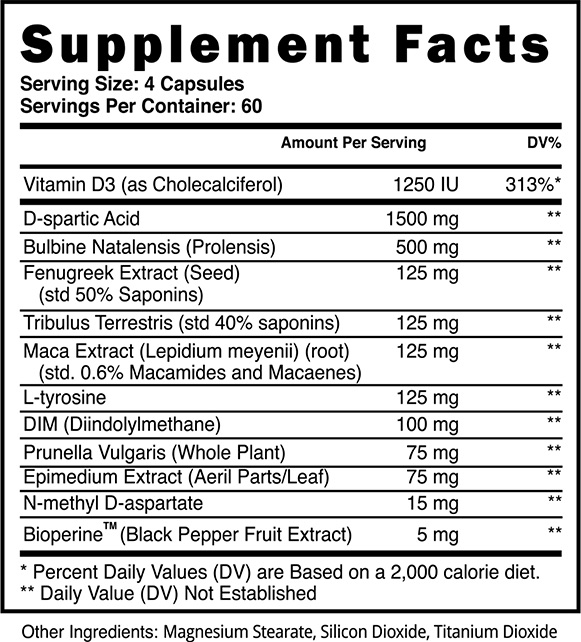 Supplement Facts
Serving Size: 4 Capsules
Servings Per Container: 60
Amount Per Serving DV%
Vitamin D3 (as Cholecalciferol) 1250 IU 313%*
D-spartic Acid 1500 mg **
Bulbine Natalensis (Prolensis) 500 mg **
Fenugreek Extract (Seed) 125 mg **
(std 50% Saponins)
Tribulus Terrestris (std 40% saponins) 125 mg **
Maca Extract (Lepidium meyenii) (root) 125 mg **
(std. 0.6% Macamides and Macaenes)
L-tyrosine 125 mg **
DIM (Diindolylmethane) 100 mg **
Prunella Vulgaris (Whole Plant) 75 mg **
Epimedium Extract (Aeril Parts/Leaf) 75 mg **
N-methyl D-aspartate 15 mg **
Bioperine™ (Black Pepper Fruit Extract) 5 mg **
* Percent Daily Values (DV) are Based on a 2,000 calorie diet.
** Daily Value (DV) Not Established
Other Ingredients: Magnesium Stearate, Silicon Dioxide, Titanium Dioxide